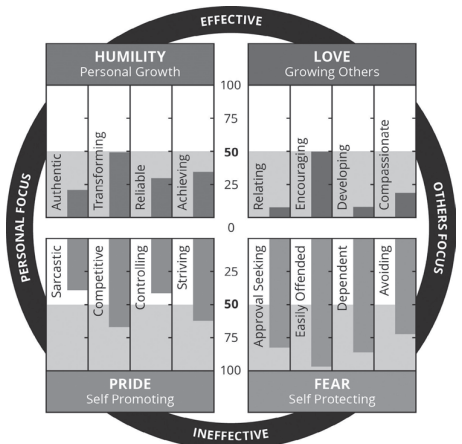 EFFECTIVE
HUMILITY
Personal Growth
LOVE
Growing Others
100
Authentic
Transforming
Reliable
Achieving
50
25
0
Relating
Encouraging
Developing
Compassionate
PERSONAL FOCUS
OTHERS FOCUS
Sarcastic
Competitive
Controlling
Striving
25
50
75
100
Approval Seeking
Easily Offended
Dependent
Avoiding
PRIDE
Self Promoting
FEAR
Self Protecting
INEFFECTIVE